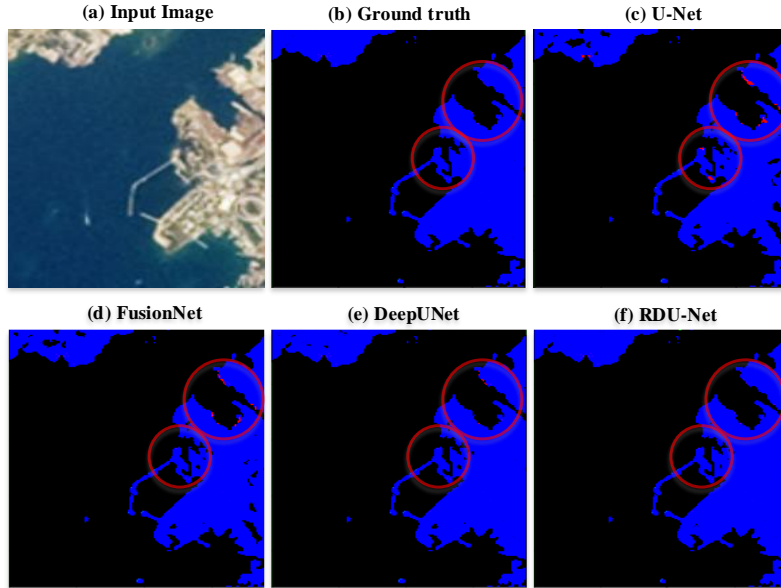 (a) Input Image
(b) Ground truth
(c) U-Net
(d) FusionNet
(e) DeepUNet
(f) RDU-Net